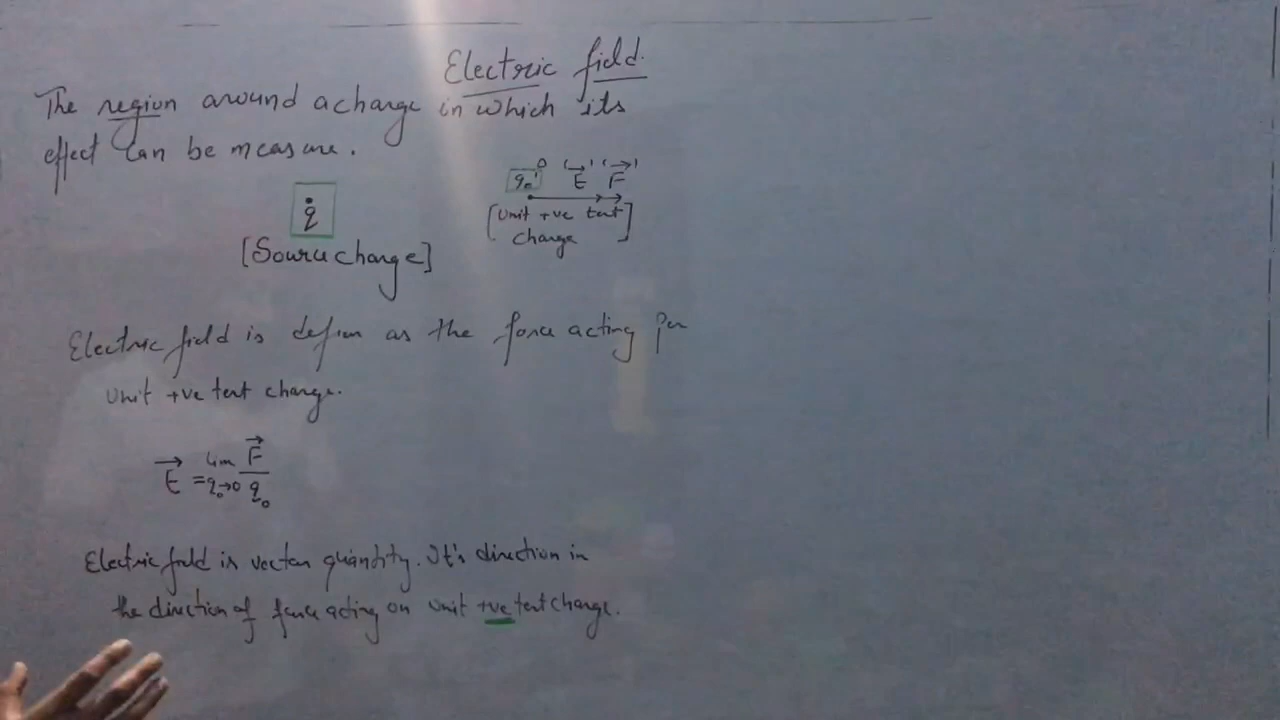 Electric field.
The region around a charge in which its
effect can be measure.
q
[Source charge]
q₀ 0 'E⃗' 'F⃗'
[Unit +ve test
charge]
Electric field is define as the force acting per
unit +ve test charge.
E⃗ = lim q₀→0 F⃗/q₀
Electric field is vector quantity. It's direction in
the direction of force acting on unit +ve test charge.